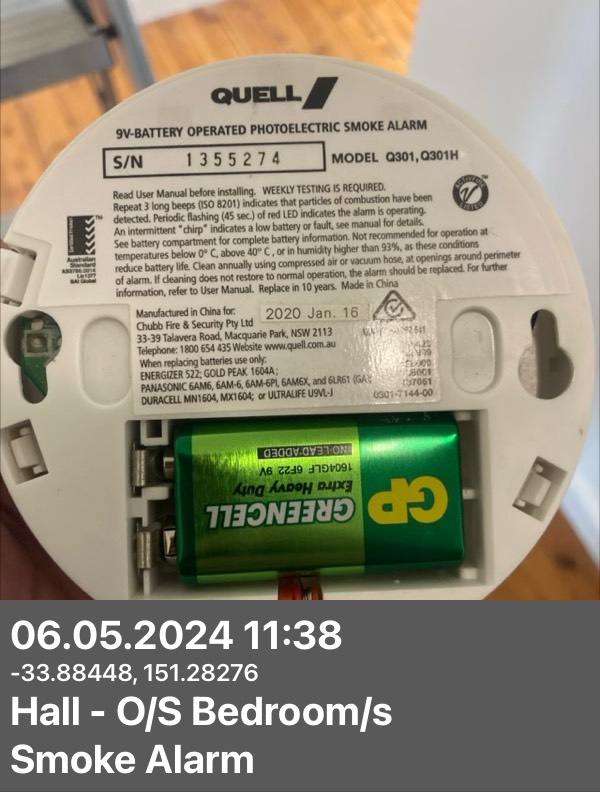 QUELL
9V-BATTERY OPERATED PHOTOELECTRIC SMOKE ALARM
S/N 1355274 MODEL Q301, Q301H
Read User Manual before installing. WEEKLY TESTING IS REQUIRED.
Repeat 3 long beeps (ISO 8201) indicates that particles of combustion have been
detected. Periodic flashing (45 sec.) of red LED indicates the alarm is operating.
An intermittent "chirp" indicates a low battery or fault, see manual for details.
See battery compartment for complete battery information. Not recommended for operation at
temperatures below 0° C, above 40° C, or in humidity higher than 93%, as these conditions
reduce battery life. Clean annually using compressed air or vacuum hose, at openings around perimeter
of alarm. If cleaning does not restore to normal operation, the alarm should be replaced. For further
information, refer to User Manual. Replace in 10 years. Made in China
Australian
Standard
AS3786:2014
SAI Global
Manufactured in China for: 2020 Jan. 16
Chubb Fire & Security Pty Ltd
33-39 Talavera Road, Macquarie Park, NSW 2113
Telephone: 1800 654 435 Website www.quell.com.au
When replacing batteries use only:
ENERGIZER 522; GOLD PEAK 1604A;
PANASONIC 6AM6, 6AM-6, 6AM-6PI, 6AM6X, and 6LR61 (GA)
DURACELL MN1604, MX1604; or ULTRALIFE U9VL-J 0301-7144-00
GP
GREENCELL
Extra Heavy Duty
1604GLF 6F22 9V
NO LEAD ADDED
06.05.2024 11:38
-33.88448, 151.28276
Hall - O/S Bedroom/s
Smoke Alarm